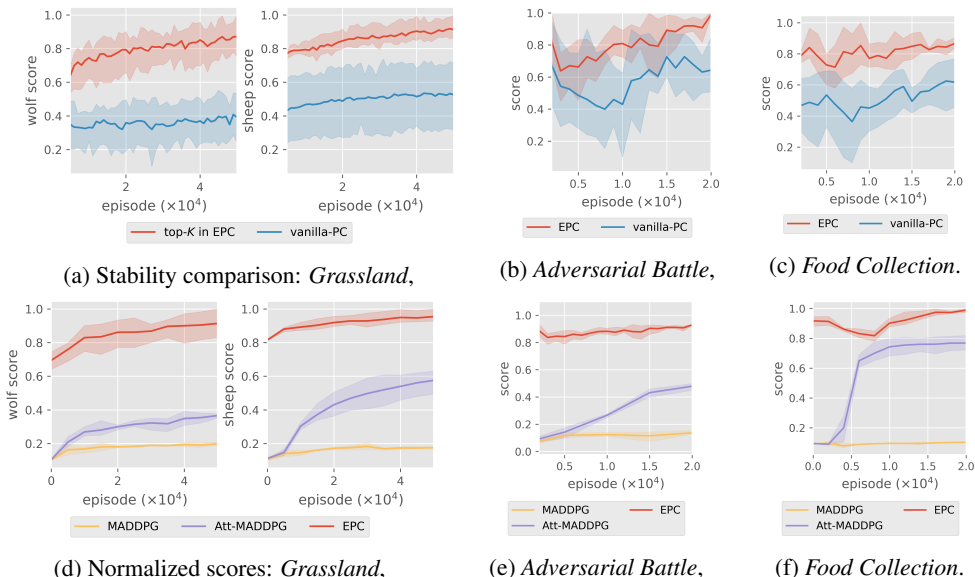 wolf score
1.0
0.8
0.6
0.4
0.2
2
4
episode (×10⁴)
sheep score
1.0
0.8
0.6
0.4
0.2
2
4
episode (×10⁴)
top-K in EPC
vanilla-PC
(a) Stability comparison: Grassland,
score
1.0
0.8
0.6
0.4
0.2
0.5
1.0
1.5
2.0
episode (×10⁴)
EPC
vanilla-PC
(b) Adversarial Battle,
score
1.0
0.8
0.6
0.4
0.2
0.5
1.0
1.5
2.0
episode (×10⁴)
EPC
vanilla-PC
(c) Food Collection.
wolf score
1.0
0.8
0.6
0.4
0.2
0
2
4
episode (×10⁴)
sheep score
1.0
0.8
0.6
0.4
0.2
0
2
4
episode (×10⁴)
MADDPG
Att-MADDPG
EPC
(d) Normalized scores: Grassland,
score
1.0
0.8
0.6
0.4
0.2
0.0
0.5
1.0
1.5
2.0
episode (×10⁴)
MADDPG
Att-MADDPG
EPC
(e) Adversarial Battle,
score
1.0
0.8
0.6
0.4
0.2
0.0
0.5
1.0
1.5
2.0
episode (×10⁴)
MADDPG
Att-MADDPG
EPC
(f) Food Collection.